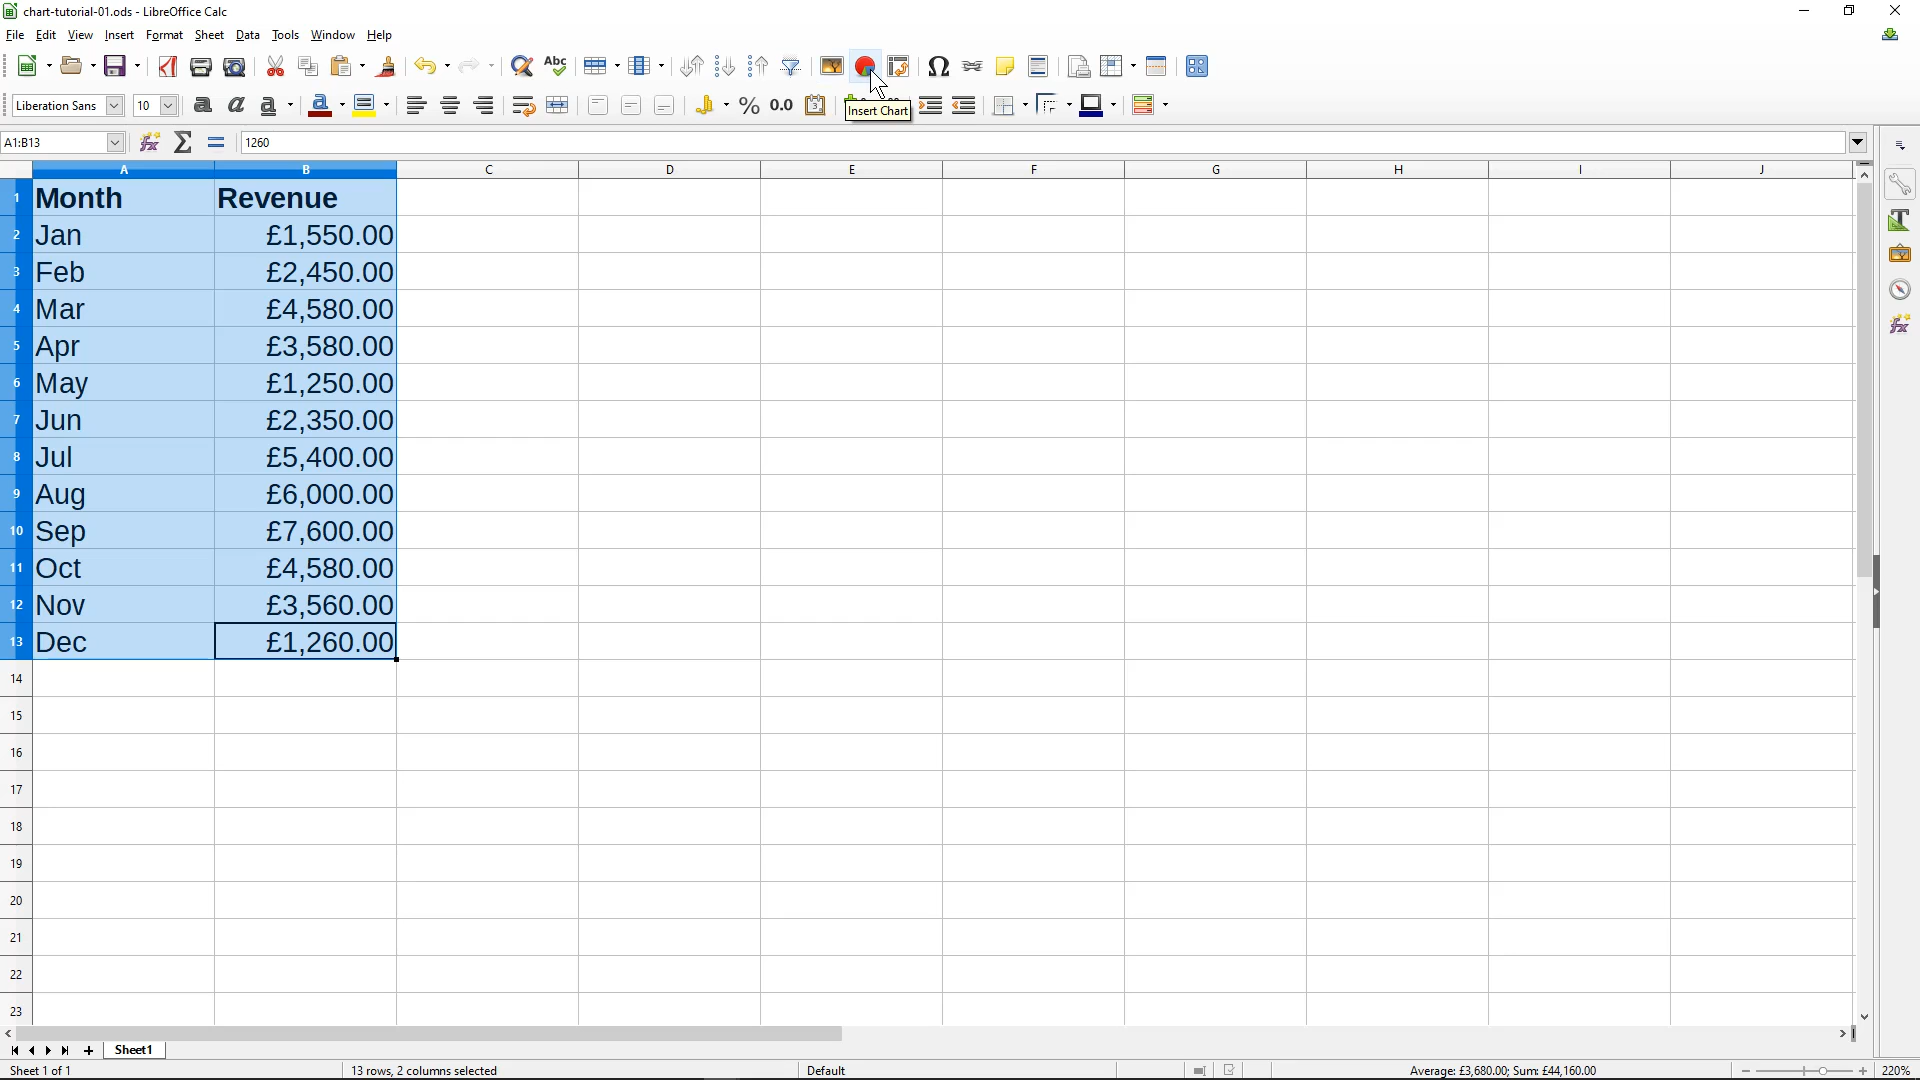 chart-tutorial-01.ods - LibreOffice Calc
File Edit View Insert Format Sheet Data Tools Window Help
Abc
Liberation Sans 10 a a a % 0.0 Insert Chart
A1:B13 fx Σ = 1260
A B C D E F G H I J
1 Month Revenue
2 Jan £1,550.00
3 Feb £2,450.00
4 Mar £4,580.00
5 Apr £3,580.00
6 May £1,250.00
7 Jun £2,350.00
8 Jul £5,400.00
9 Aug £6,000.00
10 Sep £7,600.00
11 Oct £4,580.00
12 Nov £3,560.00
13 Dec £1,260.00
14
15
16
17
18
19
20
21
22
23
Sheet1
Sheet 1 of 1 13 rows, 2 columns selected Default Average: £3,680.00; Sum: £44,160.00 220%